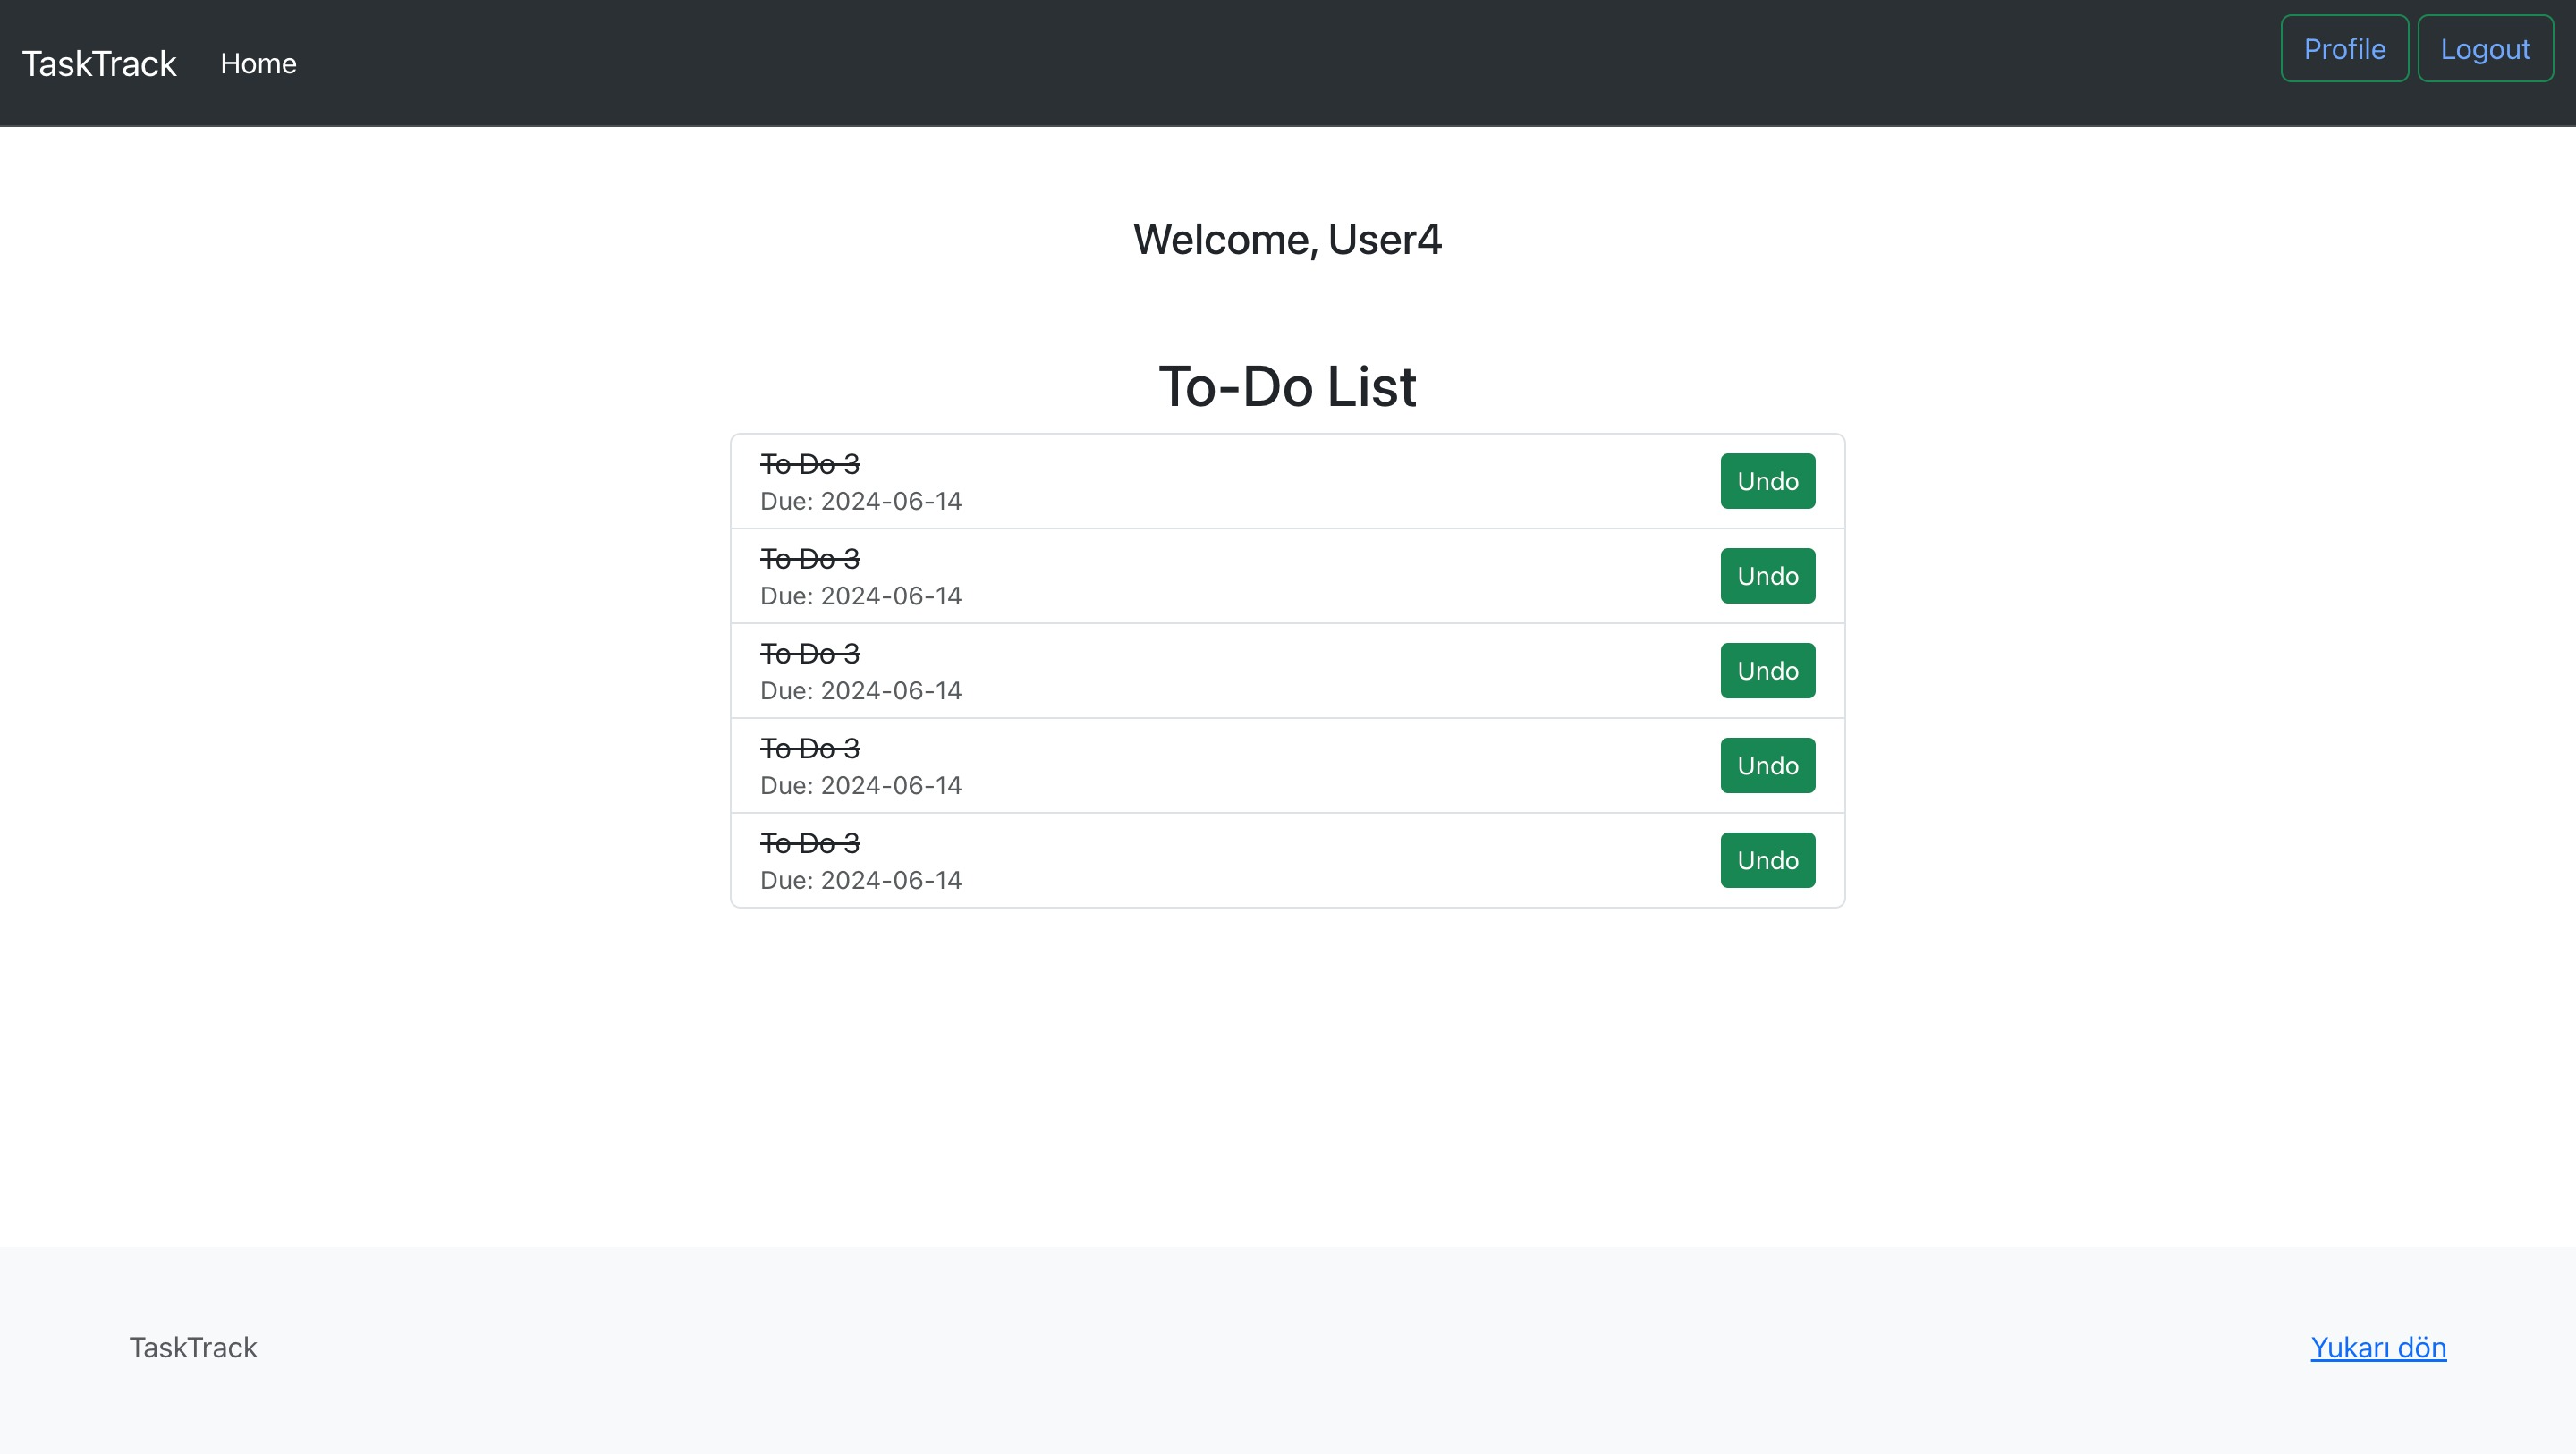 TaskTrack Home Profile Logout
Welcome, User4
To-Do List
To Do 3 Undo
Due: 2024-06-14
To Do 3 Undo
Due: 2024-06-14
To Do 3 Undo
Due: 2024-06-14
To Do 3 Undo
Due: 2024-06-14
To Do 3 Undo
Due: 2024-06-14
TaskTrack Yukarı dön